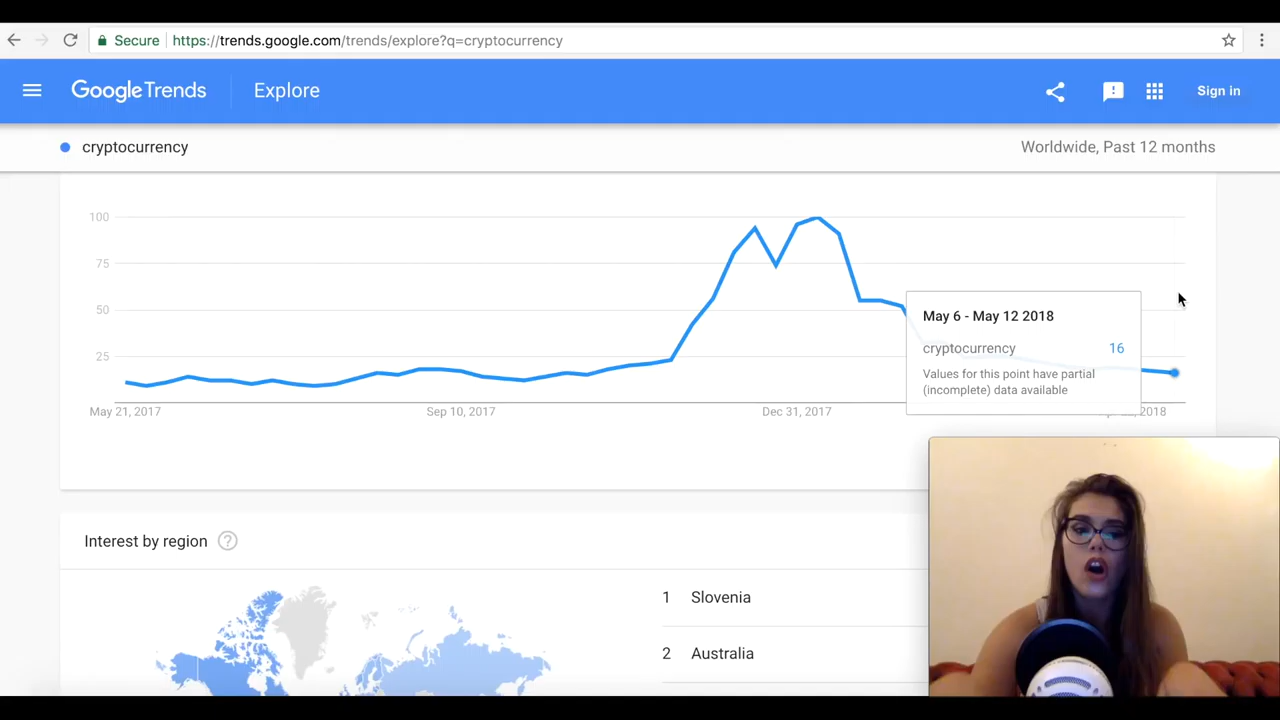 Secure https://trends.google.com/trends/explore?q=cryptocurrency
Google Trends Explore Sign in
cryptocurrency Worldwide, Past 12 months
100
75
50
25
May 21, 2017 Sep 10, 2017 Dec 31, 2017 2018
May 6 - May 12 2018
cryptocurrency 16
Values for this point have partial
(incomplete) data available
Interest by region ?
1 Slovenia
2 Australia